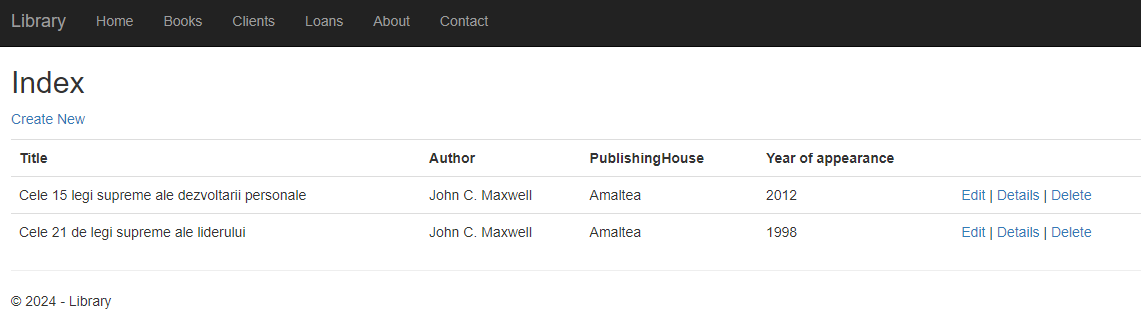 Library Home Books Clients Loans About Contact
Index
Create New
Title Author PublishingHouse Year of appearance
Cele 15 legi supreme ale dezvoltarii personale John C. Maxwell Amaltea 2012 Edit | Details | Delete
Cele 21 de legi supreme ale liderului John C. Maxwell Amaltea 1998 Edit | Details | Delete
© 2024 - Library